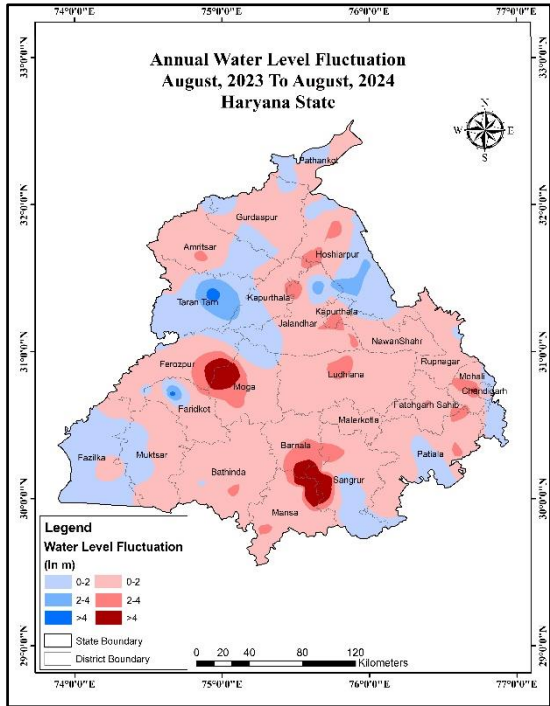 74°0'0"E 75°0'0"E 76°0'0"E 77°0'0"E
Annual Water Level Fluctuation
August, 2023 To August, 2024
Haryana State
N
W E
S
33°0'0"N 33°0'0"N
32°0'0"N 32°0'0"N
31°0'0"N 31°0'0"N
30°0'0"N 30°0'0"N
29°0'0"N 29°0'0"N
Pathankot
Gurdaspur
Amritsar
Hoshiarpur
Taran Tarn
Kapurthala
Kapurthala
Jalandhar
NawanShahr
Rupnagar
Ferozpur
Moga
Ludhiana
Mohali
Chandigarh
Faridkot
Fatehgarh Sahib
Malerkotla
Barnala
Fazilka
Muktsar
Bathinda
Sangrur
Patiala
Mansa
Legend
Water Level Fluctuation
(In m)
0-2 0-2
2-4 2-4
>4 >4
State Boundary
District Boundary
0 20 40 80 120
Kilometers
74°0'0"E 75°0'0"E 76°0'0"E 77°0'0"E